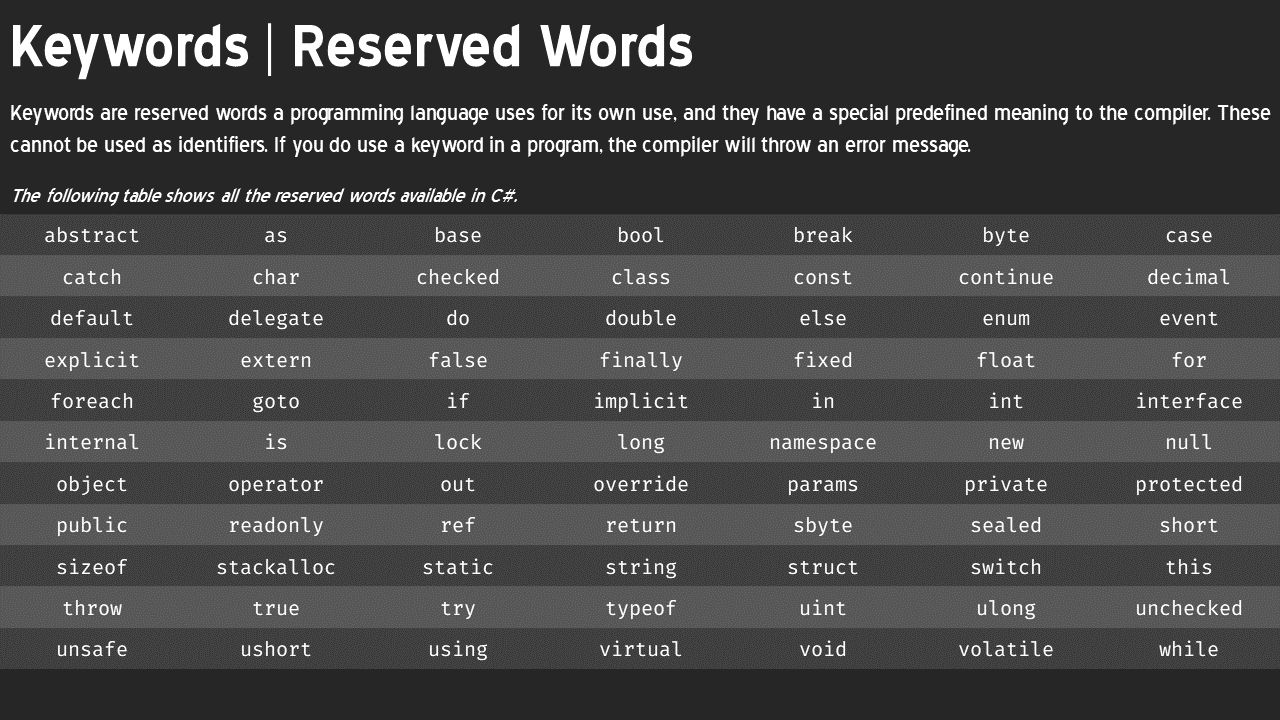 Keywords | Reserved Words
Keywords are reserved words a programming language uses for its own use, and they have a special predefined meaning to the compiler. These
cannot be used as identifiers. If you do use a keyword in a program, the compiler will throw an error message.
The following table shows all the reserved words available in C#.
abstract as base bool break byte case
catch char checked class const continue decimal
default delegate do double else enum event
explicit extern false finally fixed float for
foreach goto if implicit in int interface
internal is lock long namespace new null
object operator out override params private protected
public readonly ref return sbyte sealed short
sizeof stackalloc static string struct switch this
throw true try typeof uint ulong unchecked
unsafe ushort using virtual void volatile while